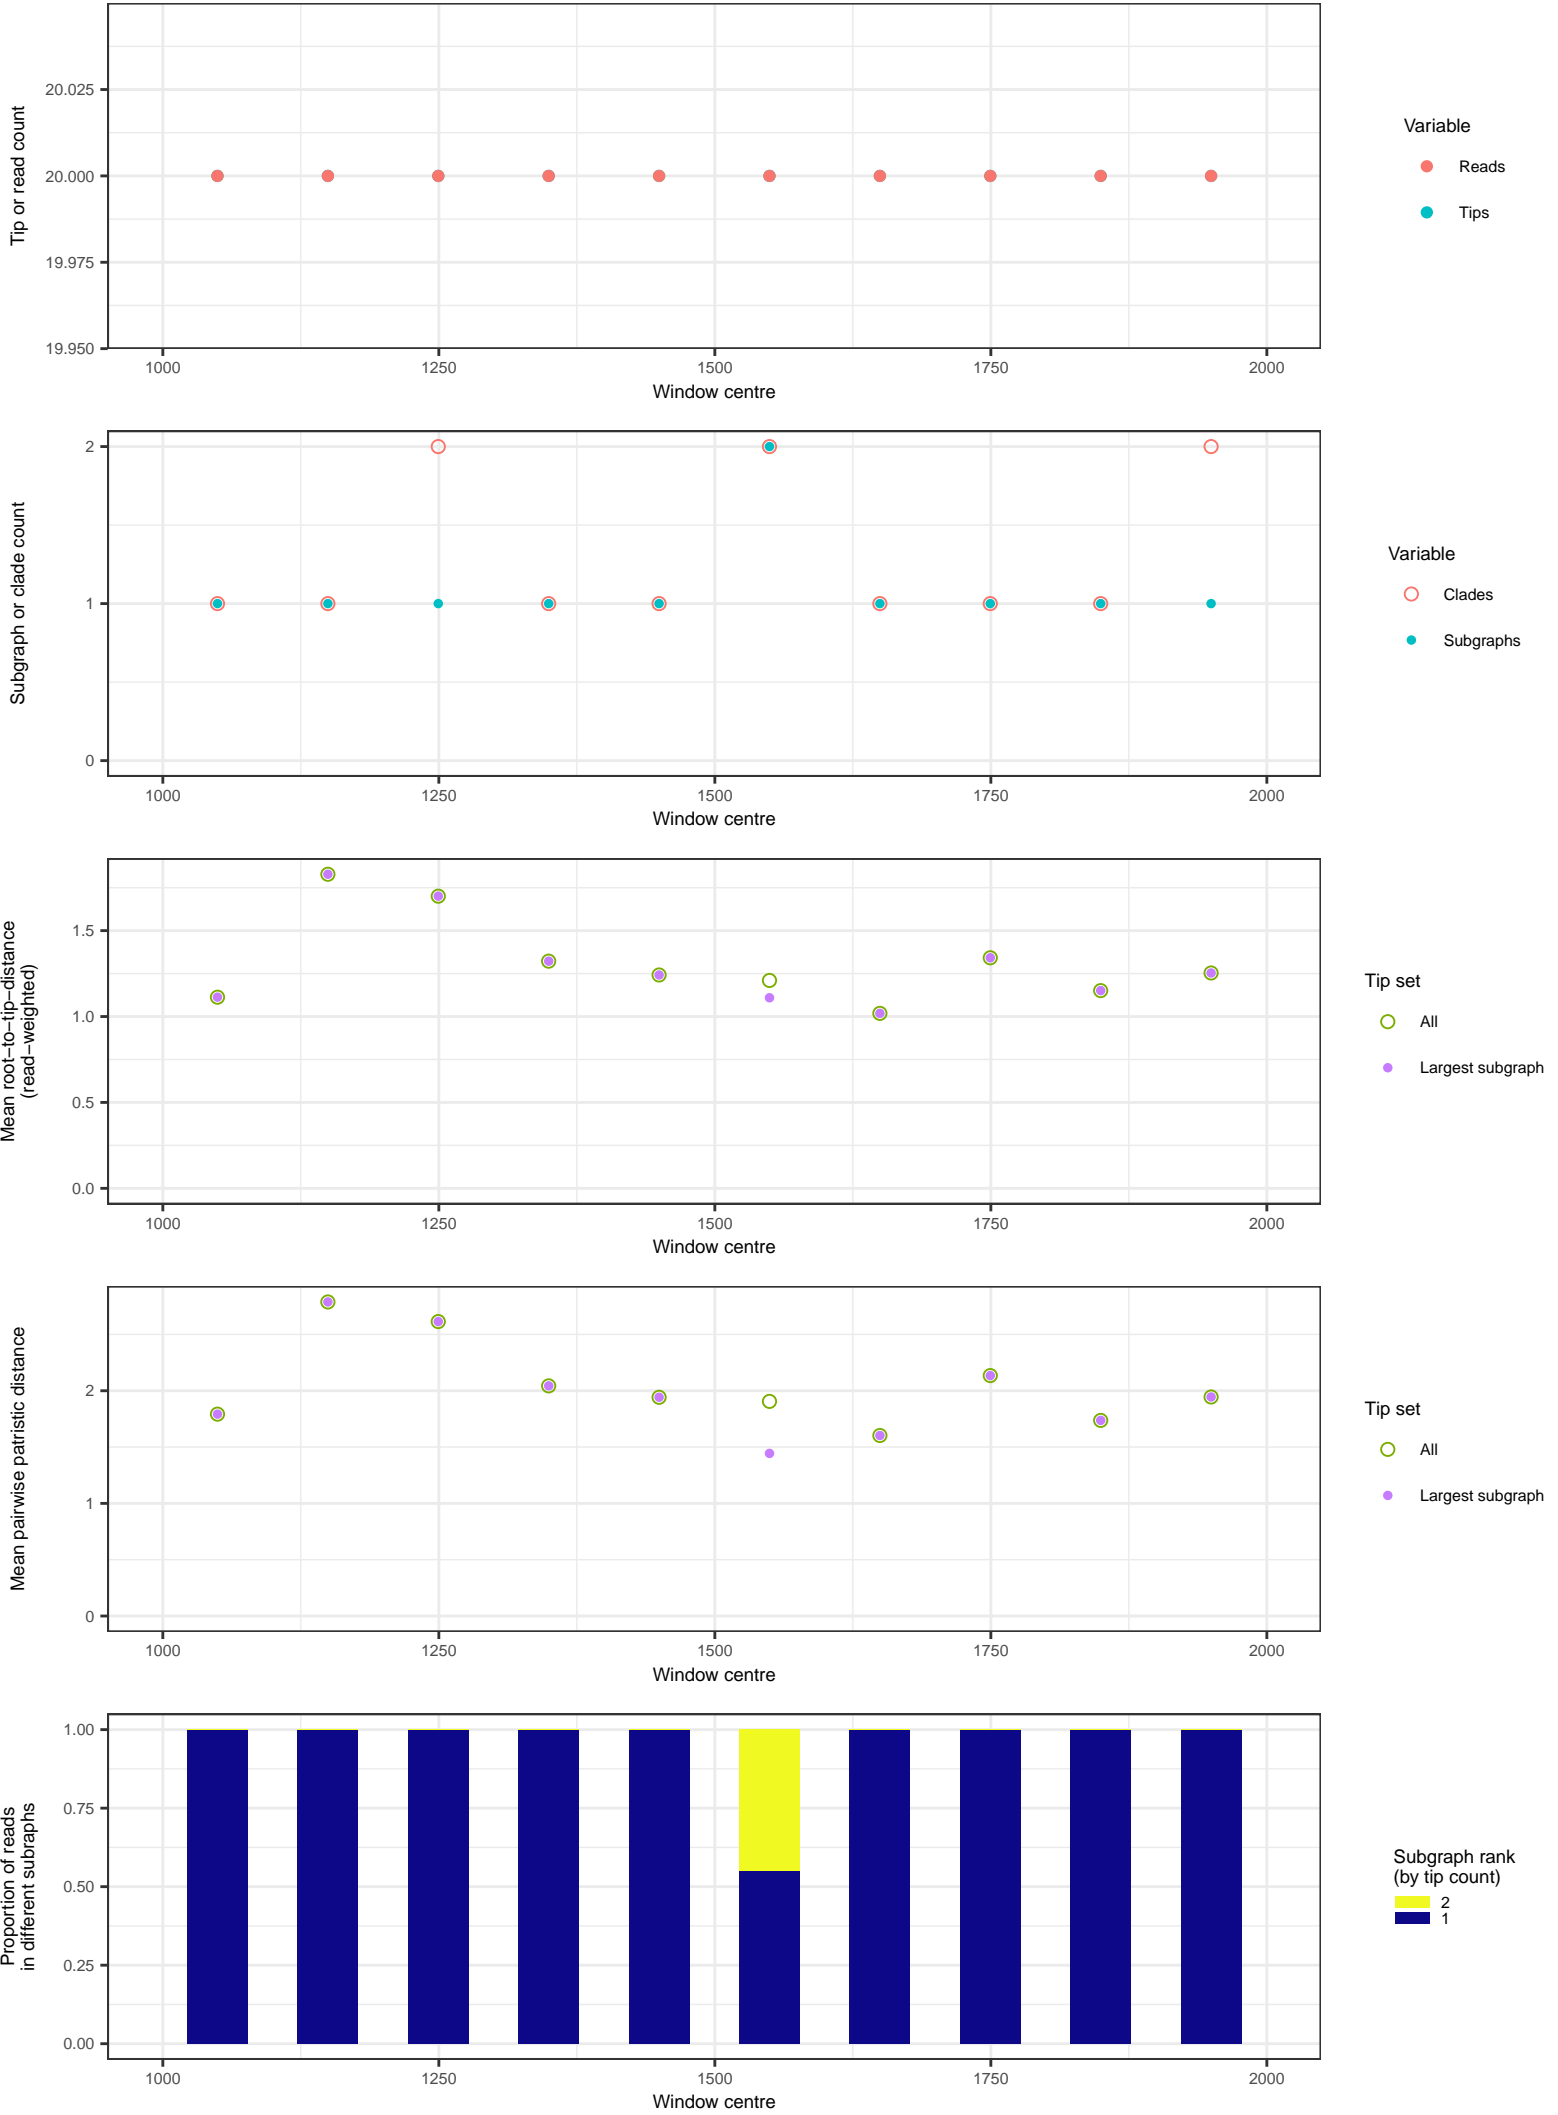 Tip or read count
20.025
20.000
19.975
19.950
1000 1250 1500 1750 2000
Window centre
Variable
Reads
Tips
Subgraph or clade count
2
1
0
1000 1250 1500 1750 2000
Window centre
Variable
Clades
Subgraphs
Mean root−to−tip−distance
(read−weighted)
1.5
1.0
0.5
0.0
1000 1250 1500 1750 2000
Window centre
Tip set
All
Largest subgraph
Mean pairwise patristic distance
2
1
0
1000 1250 1500 1750 2000
Window centre
Tip set
All
Largest subgraph
Proportion of reads
in different subraphs
1.00
0.75
0.50
0.25
0.00
1000 1250 1500 1750 2000
Window centre
Subgraph rank
(by tip count)
2
1